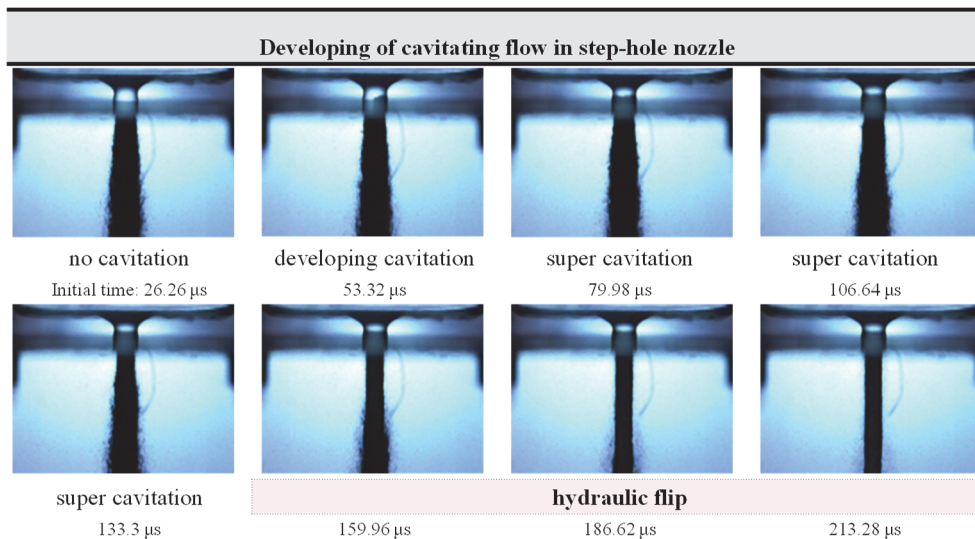 Developing of cavitating flow in step-hole nozzle
no cavitation
Initial time: 26.26 μs
developing cavitation
53.32 μs
super cavitation
79.98 μs
super cavitation
106.64 μs
super cavitation
133.3 μs
hydraulic flip
159.96 μs
186.62 μs
213.28 μs